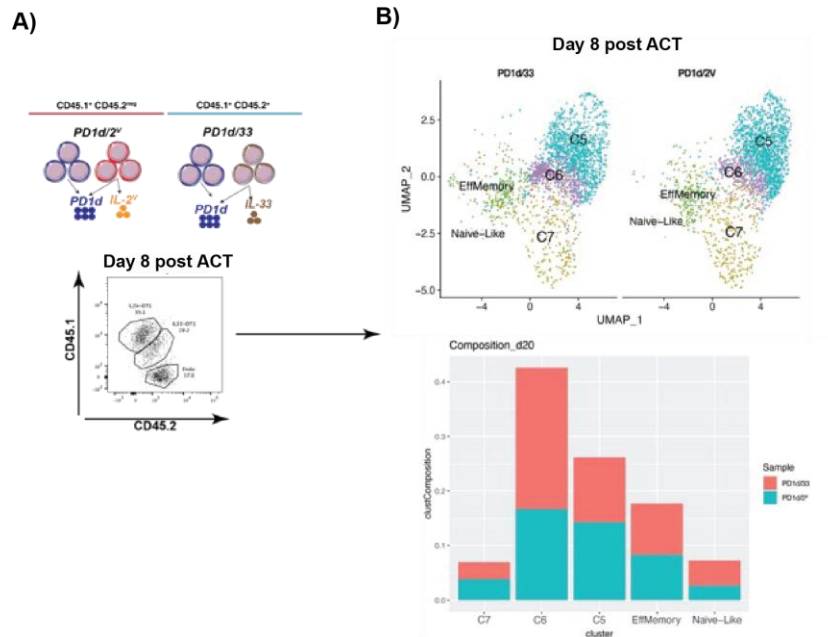 A)
CD45.1⁺ CD45.2ⁿᵉᵍ
CD45.1⁺ CD45.2⁺
PD1d/2ⱽ
PD1d/33
PD1d
IL-2ⱽ
PD1d
IL-33
Day 8 post ACT
CD45.1
CD45.2
B)
Day 8 post ACT
PD1d/33
PD1d/2V
UMAP_2
2.5
0.0
−2.5
−5.0
C5
C6
EffMemory
Naive−Like
C7
C5
C6
EffMemory
Naive−Like
C7
−4
0
4
−4
0
4
UMAP_1
Composition_d20
clustComposition
0.4
0.3
0.2
0.1
0.0
C7
C6
C5
EffMemory
Naive−Like
cluster
Sample
PD1d/33